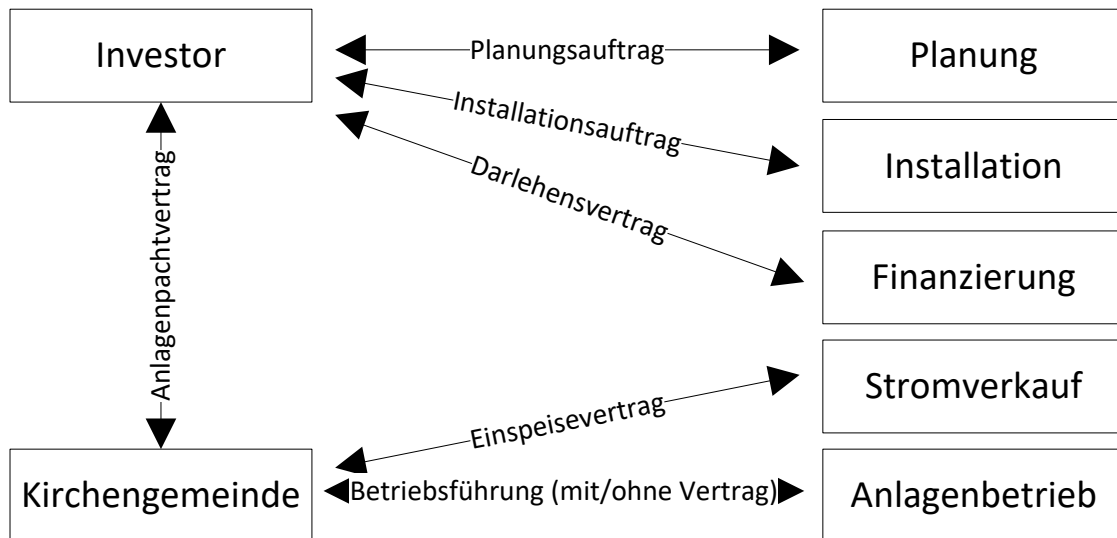 Investor
Planungsauftrag
Planung
Installationsauftrag
Installation
Darlehensvertrag
Finanzierung
Anlagenpachtvertrag
Einspeisevertrag
Stromverkauf
Kirchengemeinde
Betriebsführung (mit/ohne Vertrag)
Anlagenbetrieb